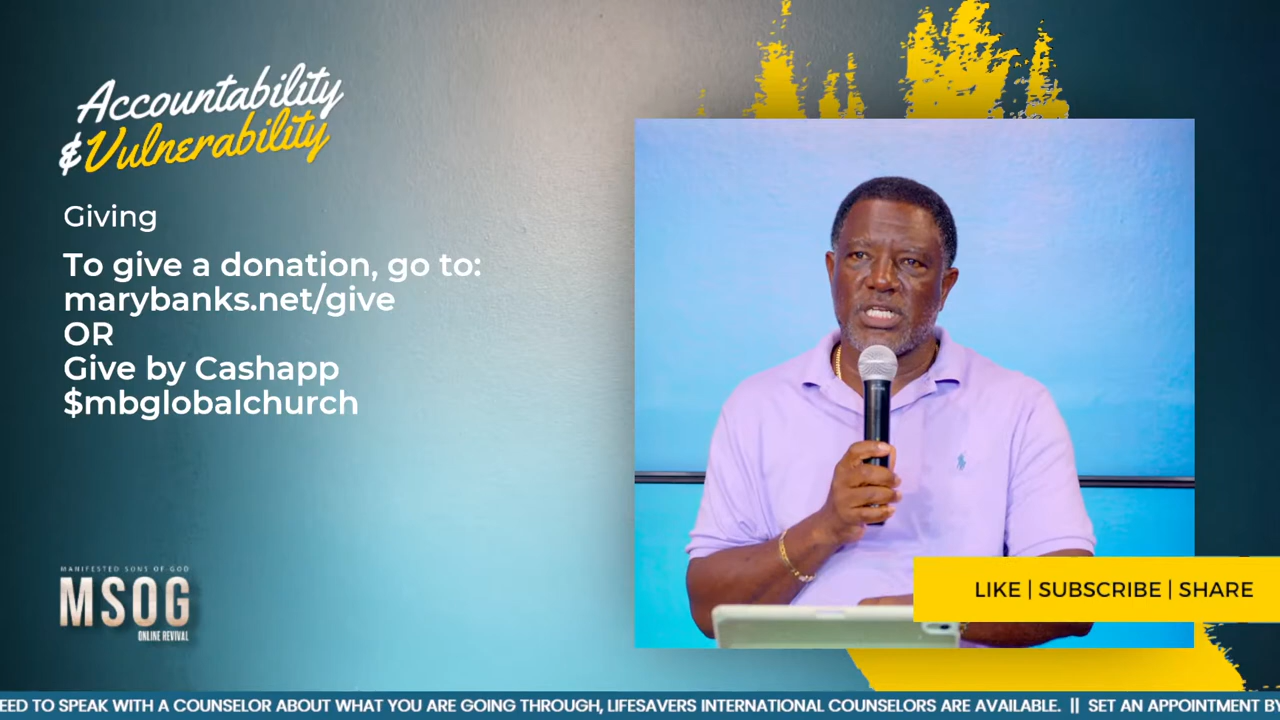 Accountability
& Vulnerability
Giving
To give a donation, go to:
marybanks.net/give
OR
Give by Cashapp
$mbglobalchurch
MANIFESTED SONS OF GOD
MSOG
ONLINE REVIVAL
LIKE | SUBSCRIBE | SHARE
EED TO SPEAK WITH A COUNSELOR ABOUT WHAT YOU ARE GOING THROUGH, LIFESAVERS INTERNATIONAL COUNSELORS ARE AVAILABLE. || SET AN APPOINTMENT BY